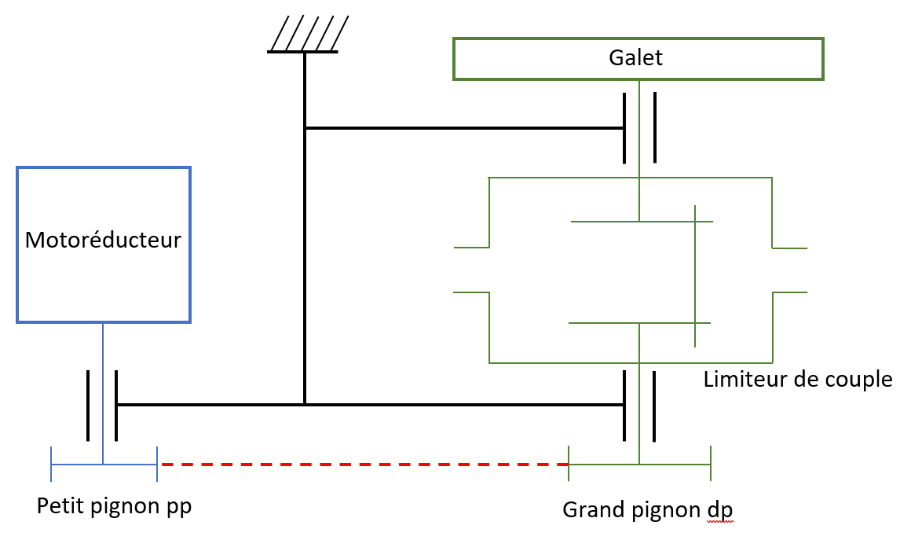 Galet
Motoréducteur
Limiteur de couple
Petit pignon pp
Grand pignon dp